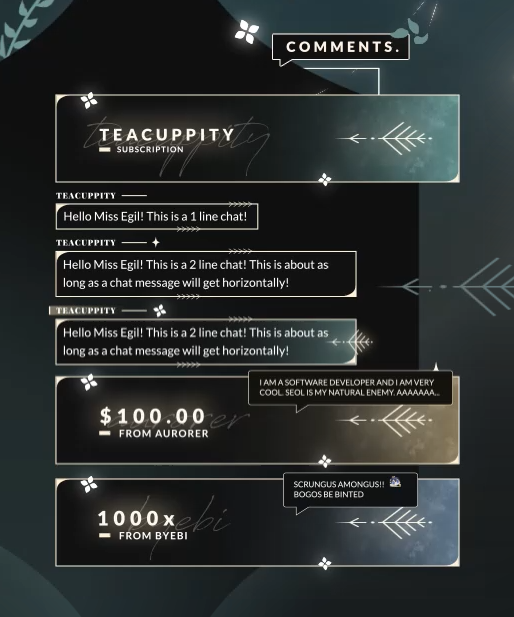 COMMENTS.
teacuppity
TEACUPPITY
SUBSCRIPTION
TEACUPPITY
Hello Miss Egil! This is a 1 line chat!
TEACUPPITY
Hello Miss Egil! This is a 2 line chat! This is about as
long as a chat message will get horizontally!
TEACUPPITY
Hello Miss Egil! This is a 2 line chat! This is about as
long as a chat message will get horizontally!
I AM A SOFTWARE DEVELOPER AND I AM VERY
COOL. SEOL IS MY NATURAL ENEMY. AAAAAAA...
aurorer
$100.00
FROM AURORER
SCRUNGUS AMONGUS!!
BOGOS BE BINTED
byebi
1000x
FROM BYEBI